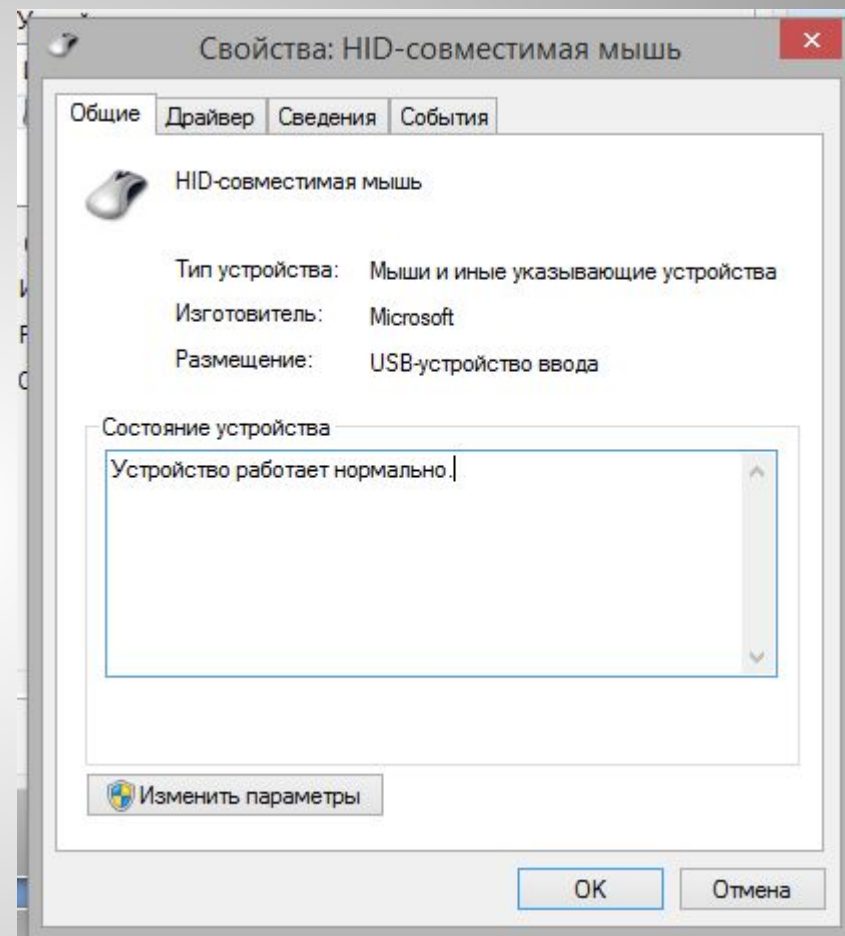 Свойства: HID-совместимая мышь
Общие Драйвер Сведения События
HID-совместимая мышь
Тип устройства: Мыши и иные указывающие устройства
Изготовитель: Microsoft
Размещение: USB-устройство ввода
Состояние устройства
Устройство работает нормально.
Изменить параметры
OK Отмена